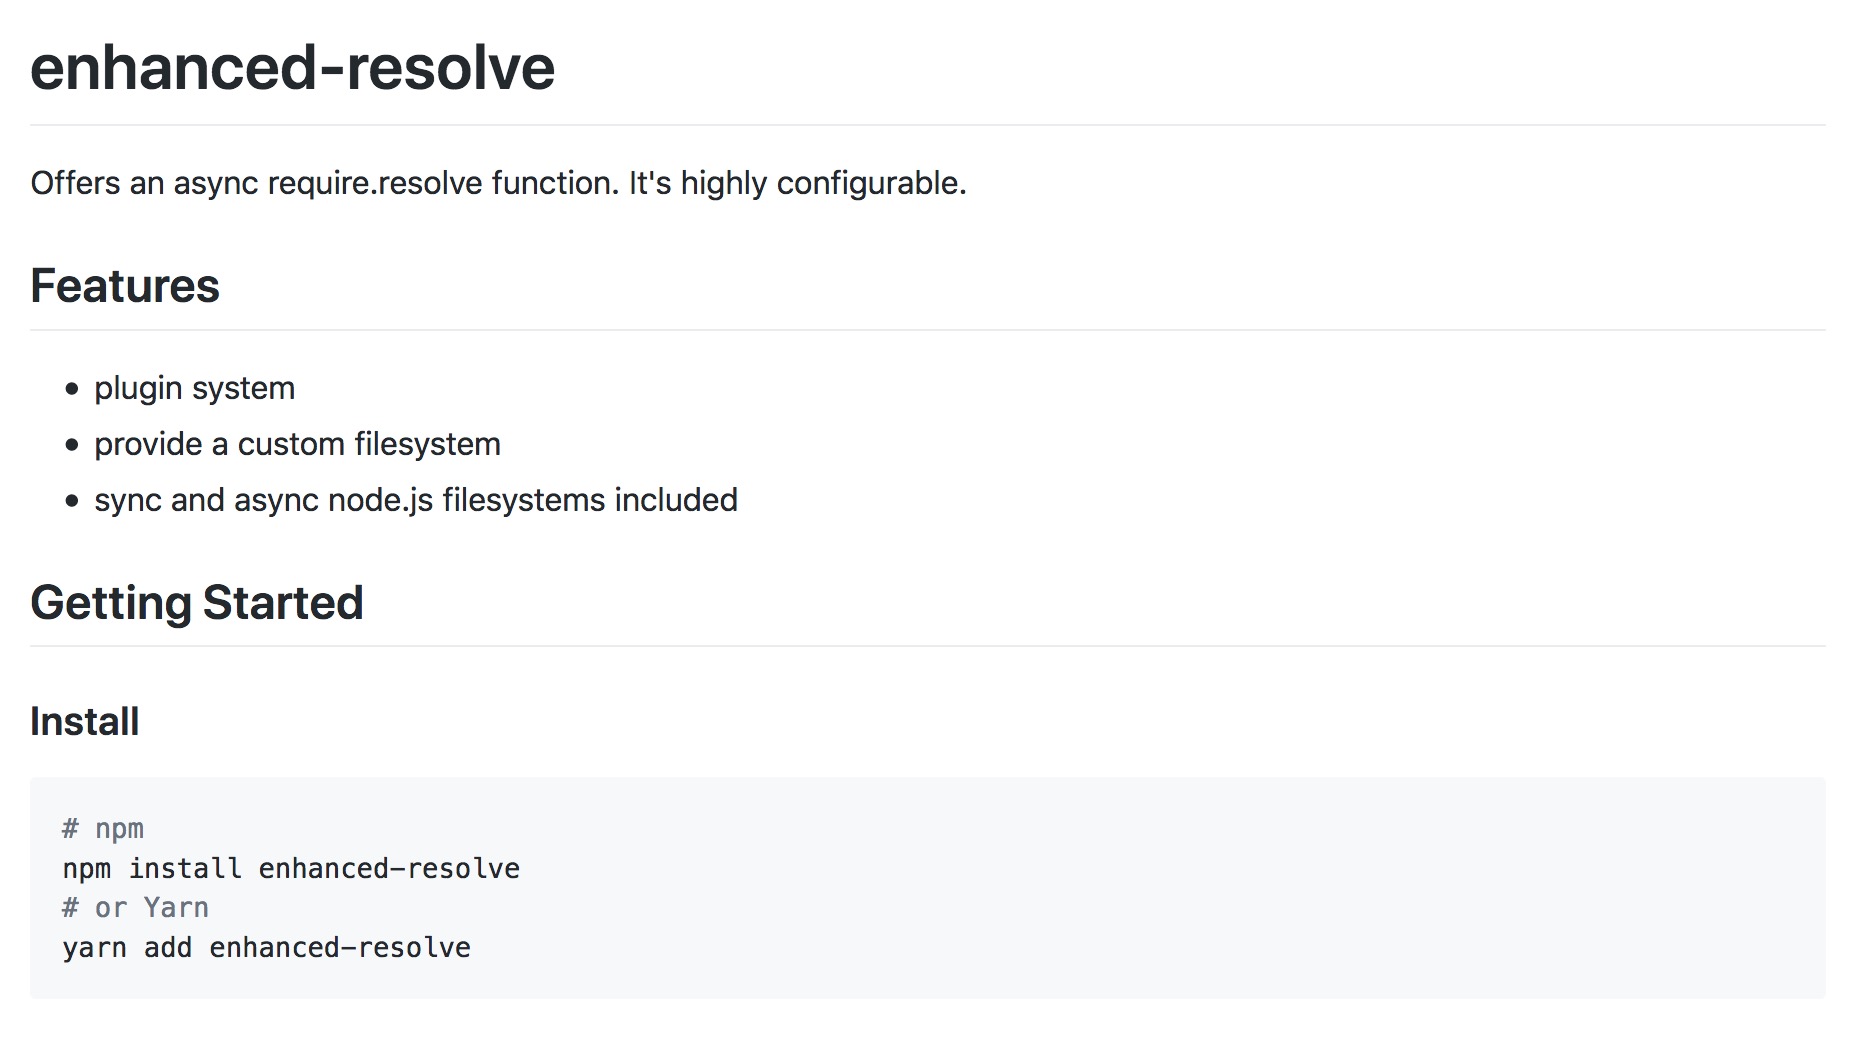 enhanced-resolve
Offers an async require.resolve function. It's highly configurable.
Features
• plugin system
• provide a custom filesystem
• sync and async node.js filesystems included
Getting Started
Install
# npm
npm install enhanced-resolve
# or Yarn
yarn add enhanced-resolve